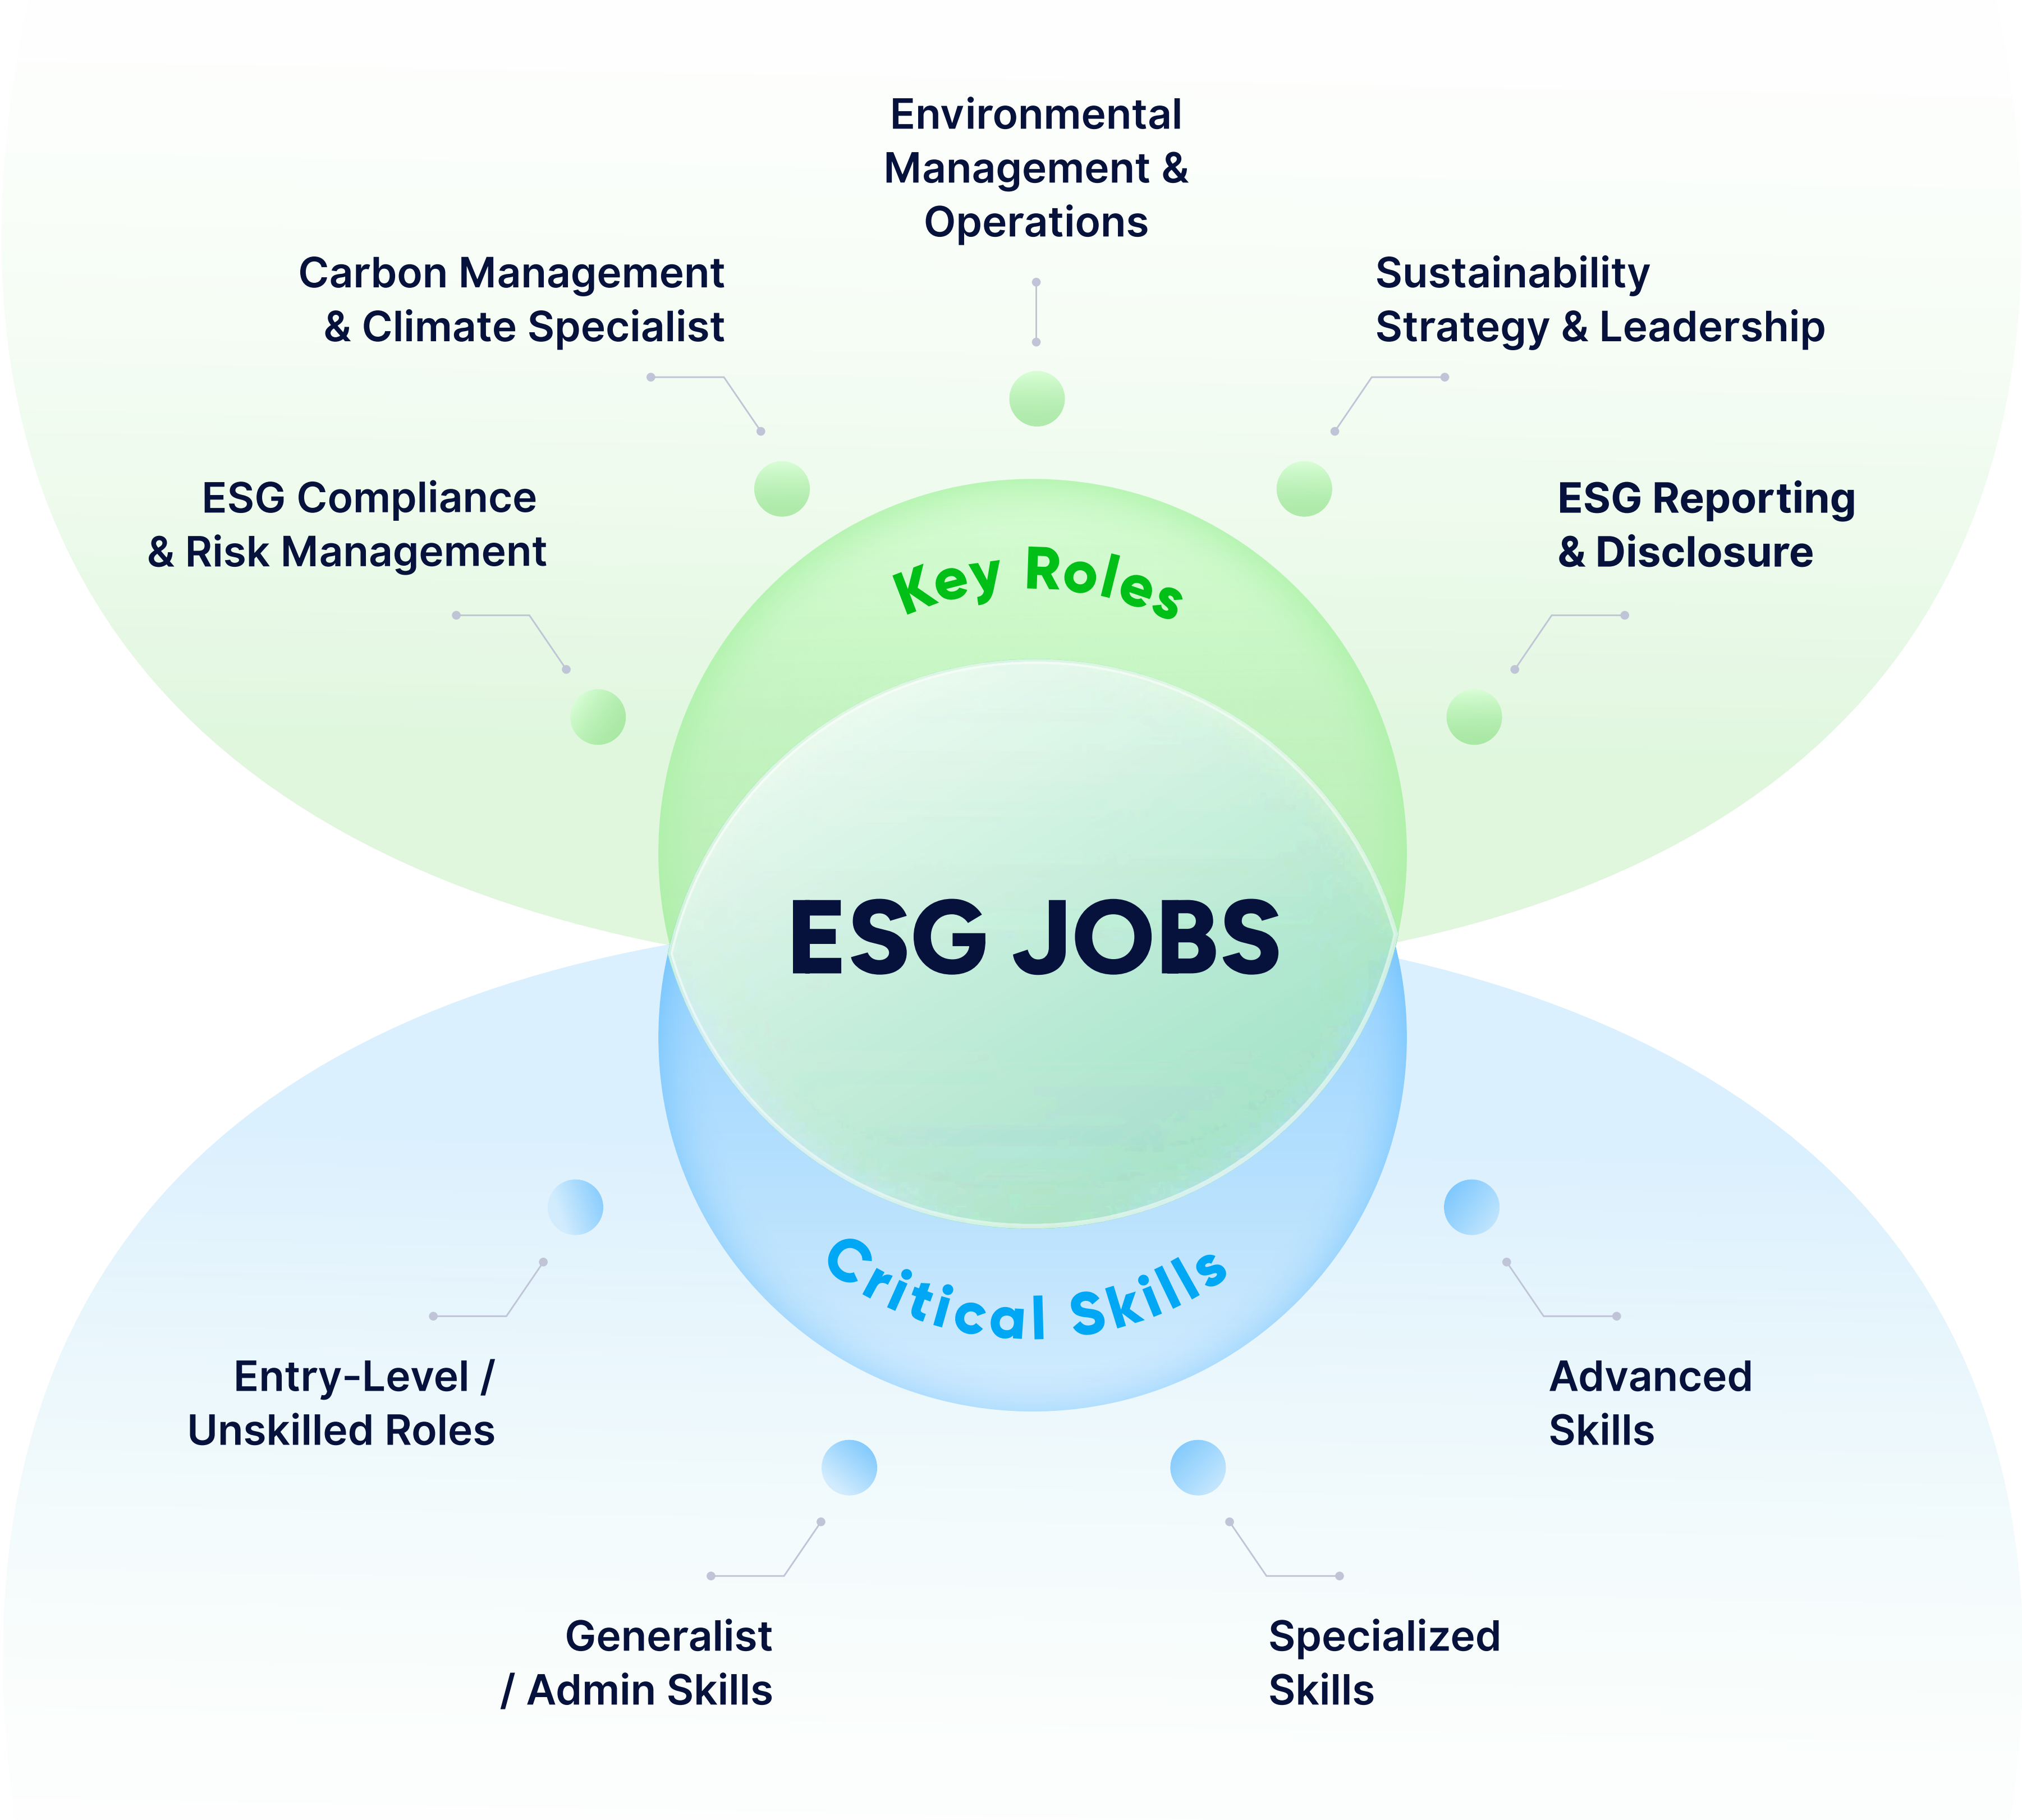 Environmental
Management &
Operations
Carbon Management
& Climate Specialist
Sustainability
Strategy & Leadership
ESG Compliance
& Risk Management
ESG Reporting
& Disclosure
Key Roles
ESG JOBS
Critical Skills
Entry-Level /
Unskilled Roles
Advanced
Skills
Generalist
/ Admin Skills
Specialized
Skills